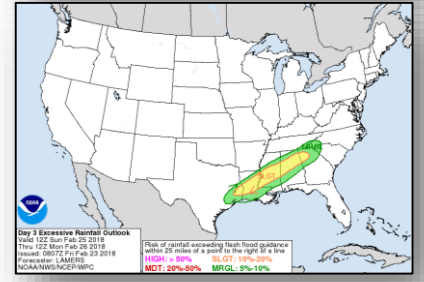 MRGL
SLGT
NOAA
Day 3 Excessive Rainfall Outlook
Valid 12Z Sun Feb 25 2018
Thru 12Z Mon Feb 26 2018
Issued: 0807Z Fri Feb 23 2018
Forecaster: LAMERS
NOAA/NWS/NCEP/WPC
Risk of rainfall exceeding flash flood guidance
within 25 miles of a point to the right of a line
HIGH: > 50% SLGT: 10%-20%
MDT: 20%-50% MRGL: 5%-10%